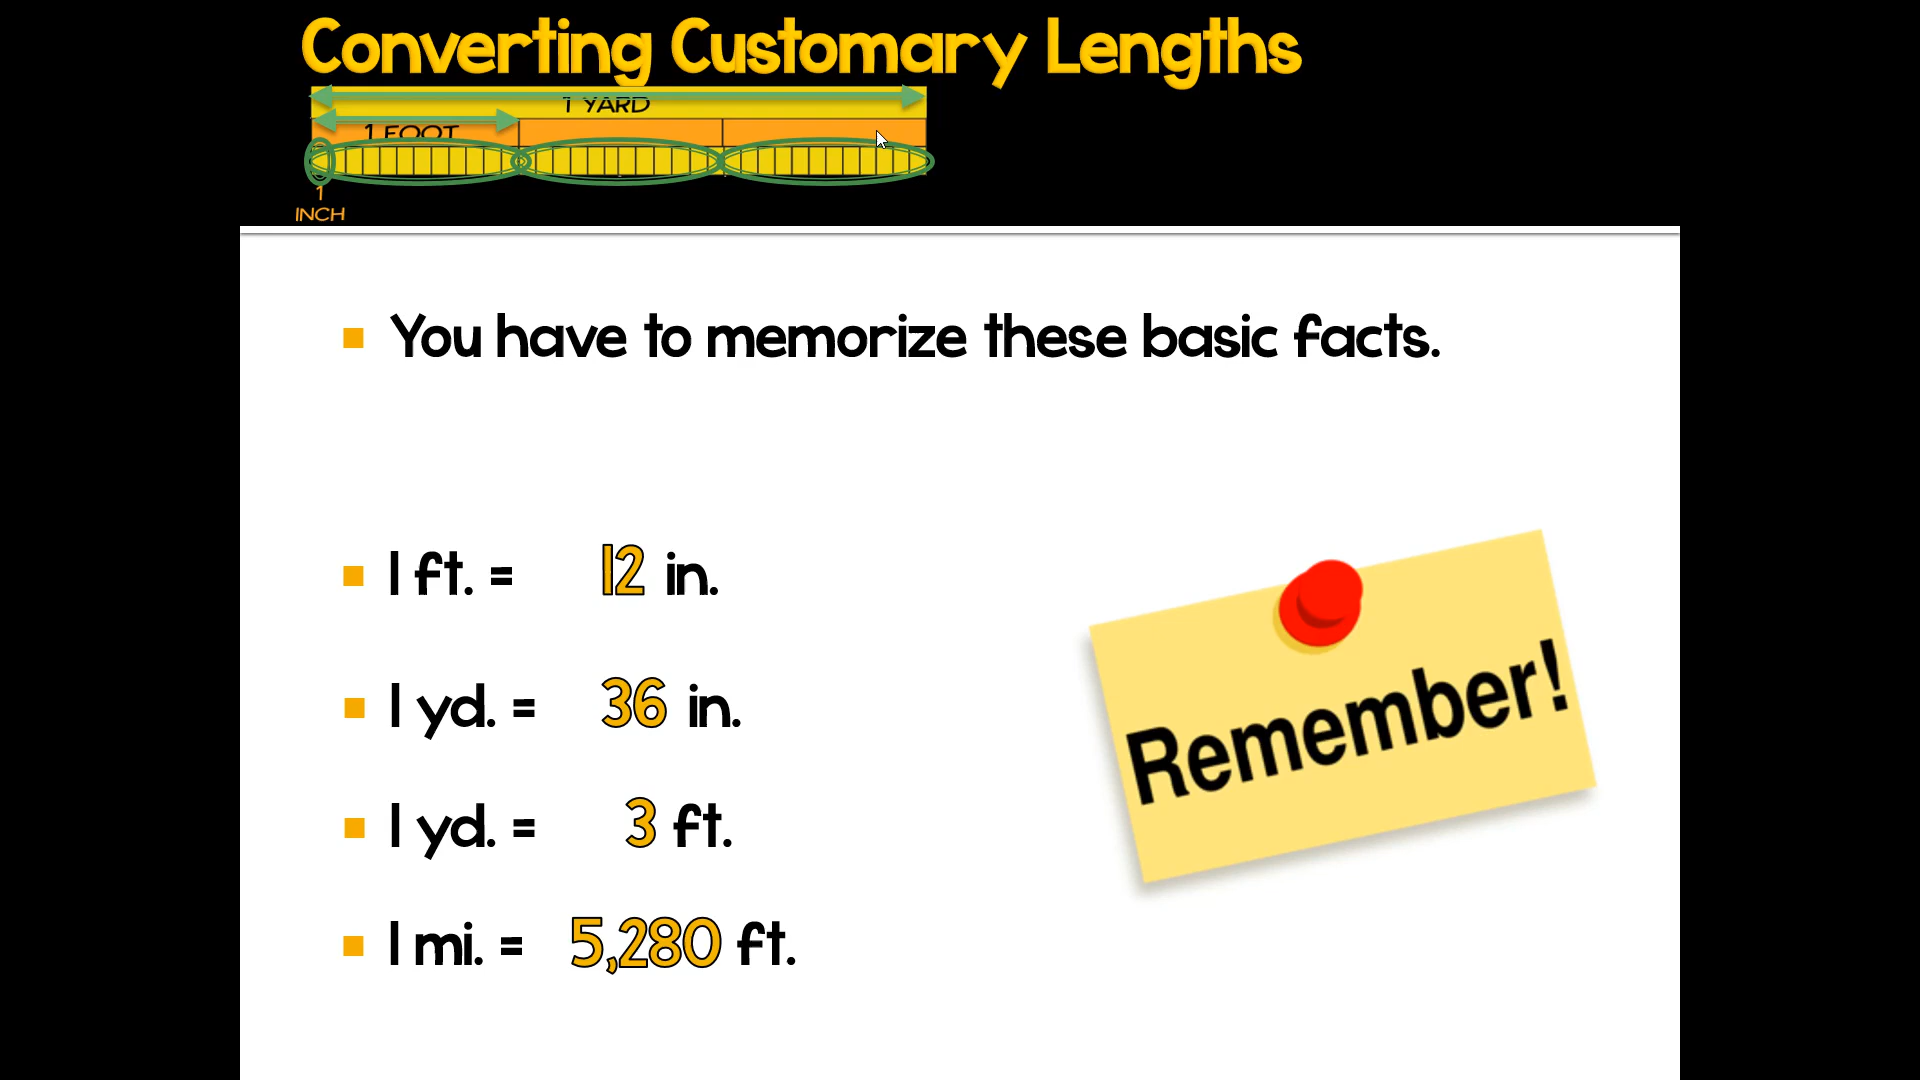 Converting Customary Lengths
1 YARD
1 FOOT
1
INCH
You have to memorize these basic facts.
1 ft. = 12 in.
1 yd. = 36 in.
1 yd. = 3 ft.
1 mi. = 5,280 ft.
Remember!